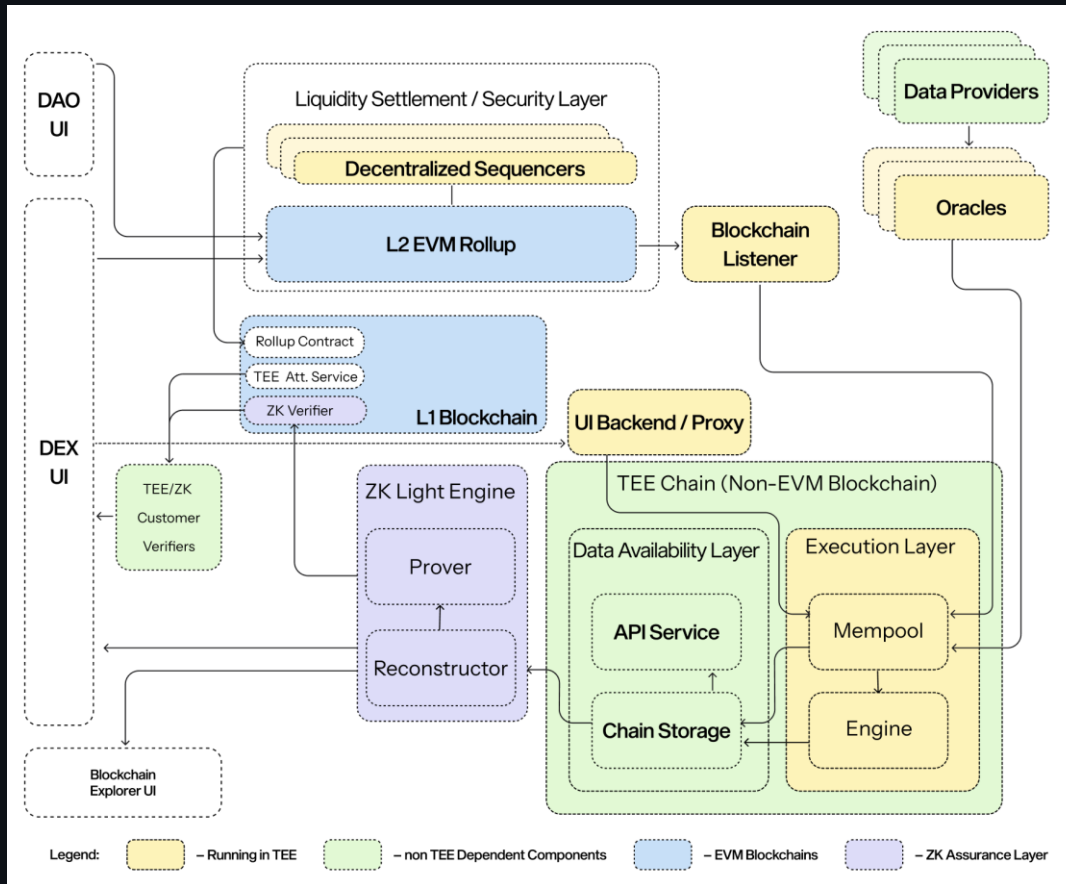 DAO
UI
Liquidity Settlement / Security Layer
Decentralized Sequencers
L2 EVM Rollup
Blockchain
Listener
Data Providers
Oracles
Rollup Contract
TEE Att. Service
ZK Verifier
L1 Blockchain
DEX
UI
TEE/ZK
Customer
Verifiers
UI Backend / Proxy
ZK Light Engine
Prover
Reconstructor
TEE Chain (Non-EVM Blockchain)
Data Availability Layer
API Service
Chain Storage
Execution Layer
Mempool
Engine
Blockchain
Explorer UI
Legend:
– Running in TEE
– non TEE Dependent Components
– EVM Blockchains
– ZK Assurance Layer